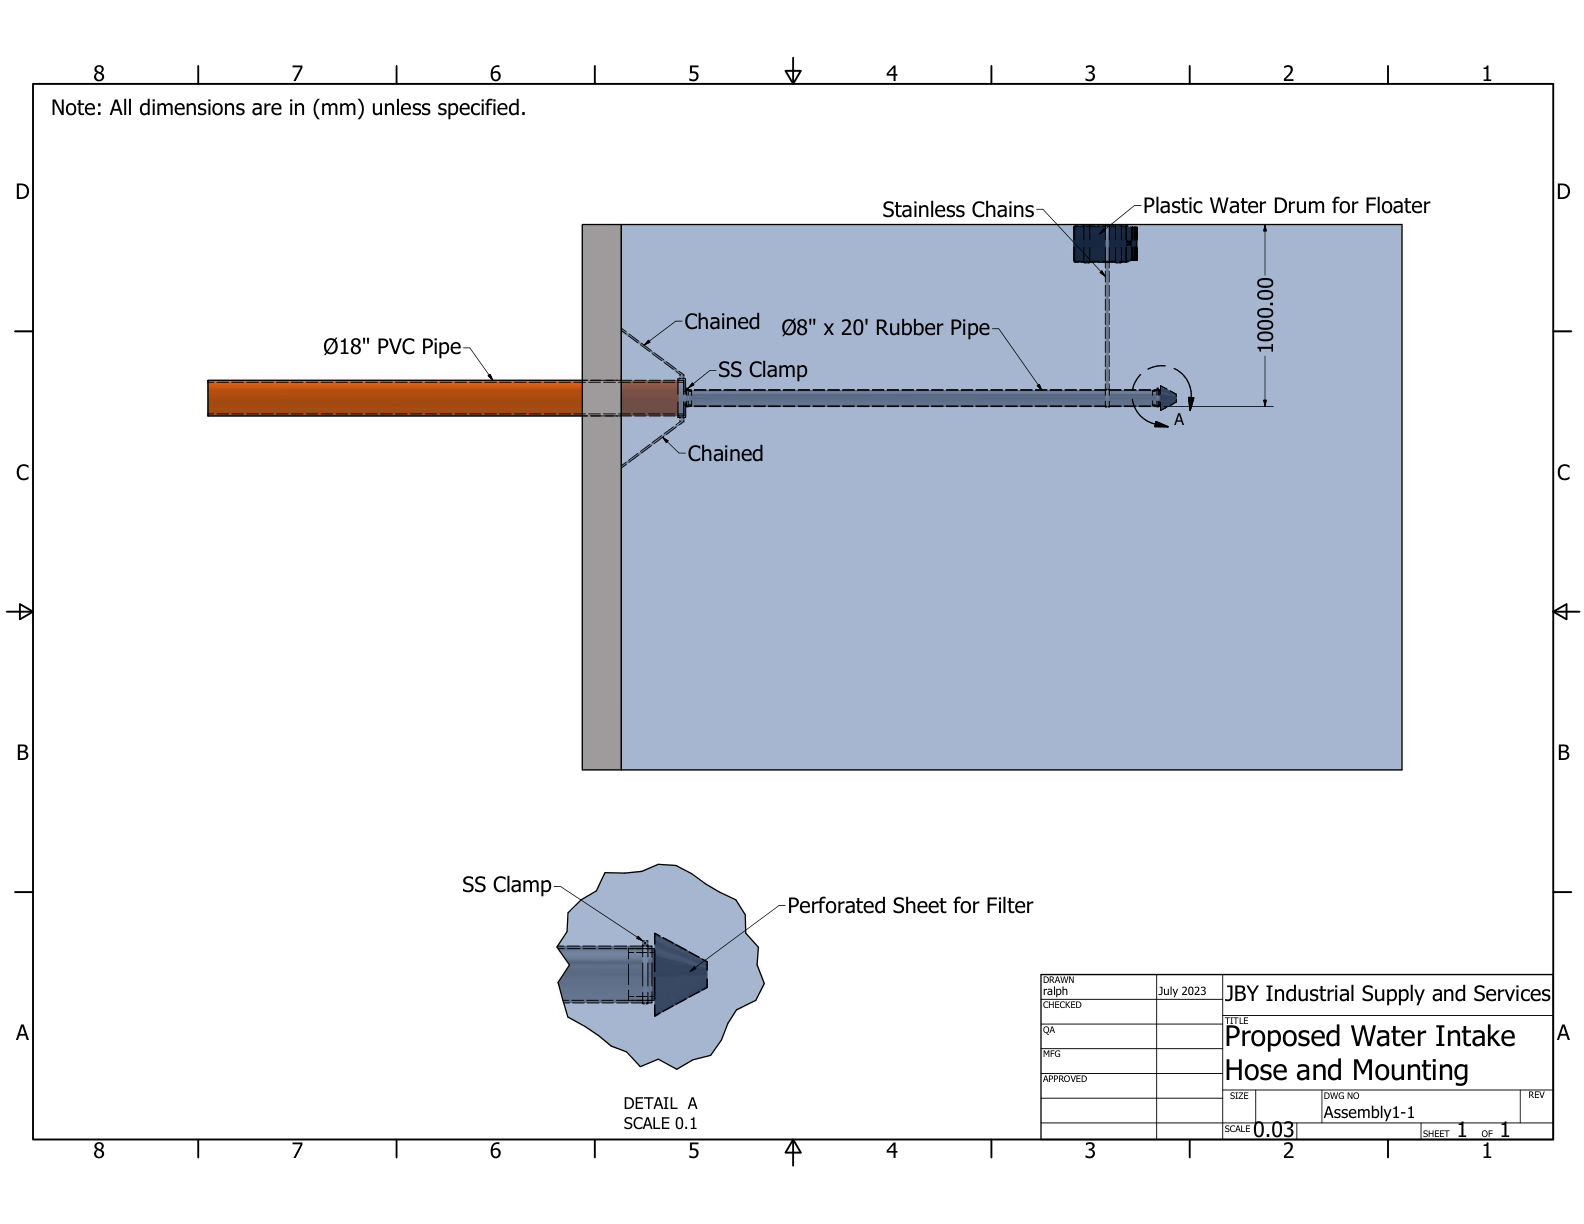 8 7 6 5 4 3 2 1
Note: All dimensions are in (mm) unless specified.
D D
Stainless Chains
Plastic Water Drum for Floater
1000.00
Chained
Ø8" x 20' Rubber Pipe
Ø18" PVC Pipe
SS Clamp
A
Chained
C C
B B
SS Clamp
Perforated Sheet for Filter
DETAIL A
SCALE 0.1
A A
DRAWN
ralph
July 2023
CHECKED
QA
MFG
APPROVED
JBY Industrial Supply and Services
TITLE
Proposed Water Intake
Hose and Mounting
SIZE
DWG NO
Assembly1-1
REV
SCALE 0.03
SHEET 1 OF 1
8 7 6 5 4 3 2 1